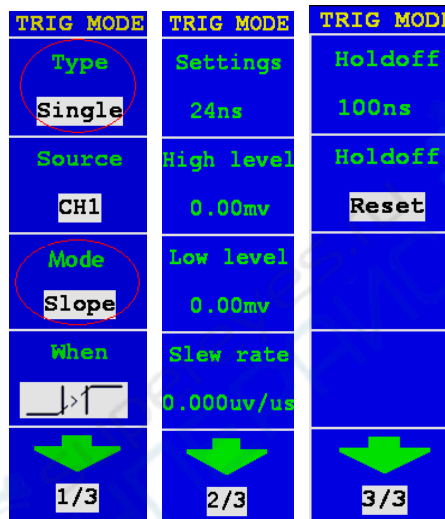 TRIG MODE
Type
Single
Source
CH1
Mode
Slope
When
1/3
TRIG MODE
Settings
24ns
High level
0.00mv
Low level
0.00mv
Slew rate
0.000uv/us
2/3
TRIG MOD
Holdoff
100ns
Holdoff
Reset
3/3